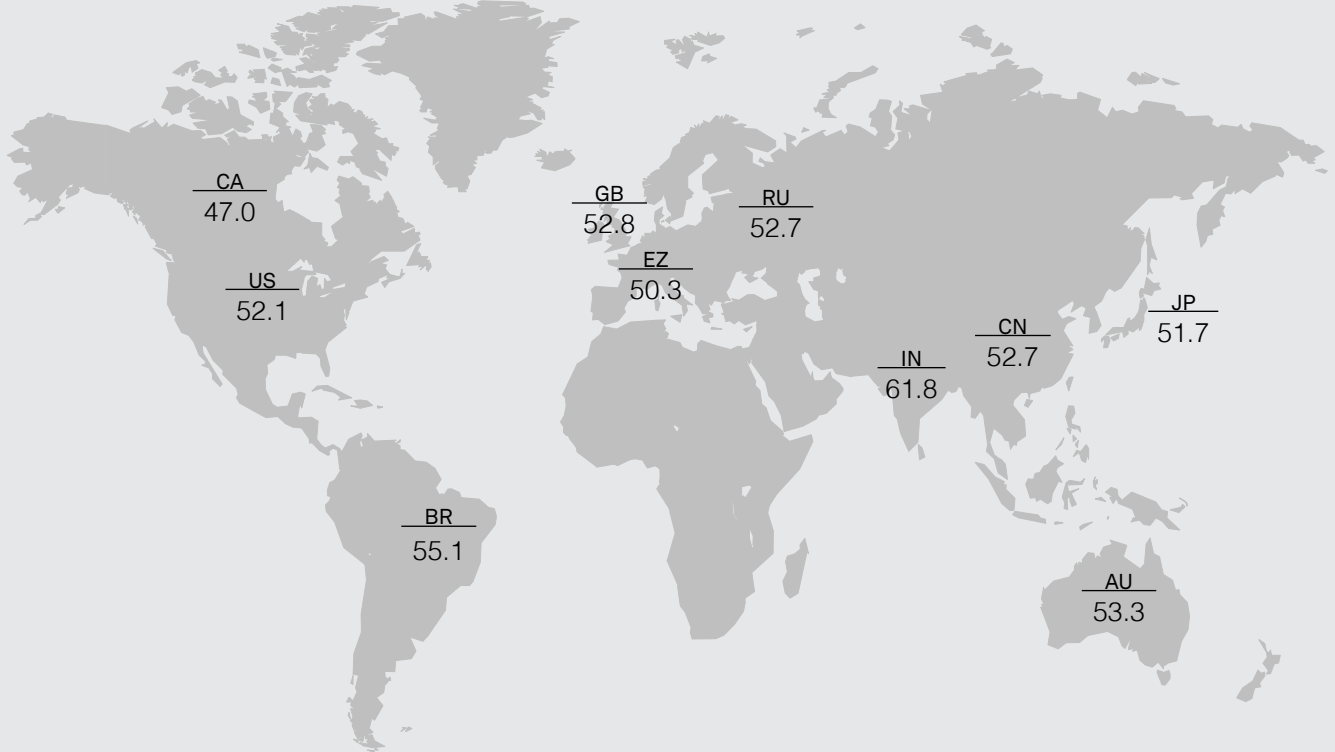 CA
47.0
GB
52.8
RU
52.7
EZ
50.3
US
52.1
JP
51.7
CN
52.7
IN
61.8
BR
55.1
AU
53.3